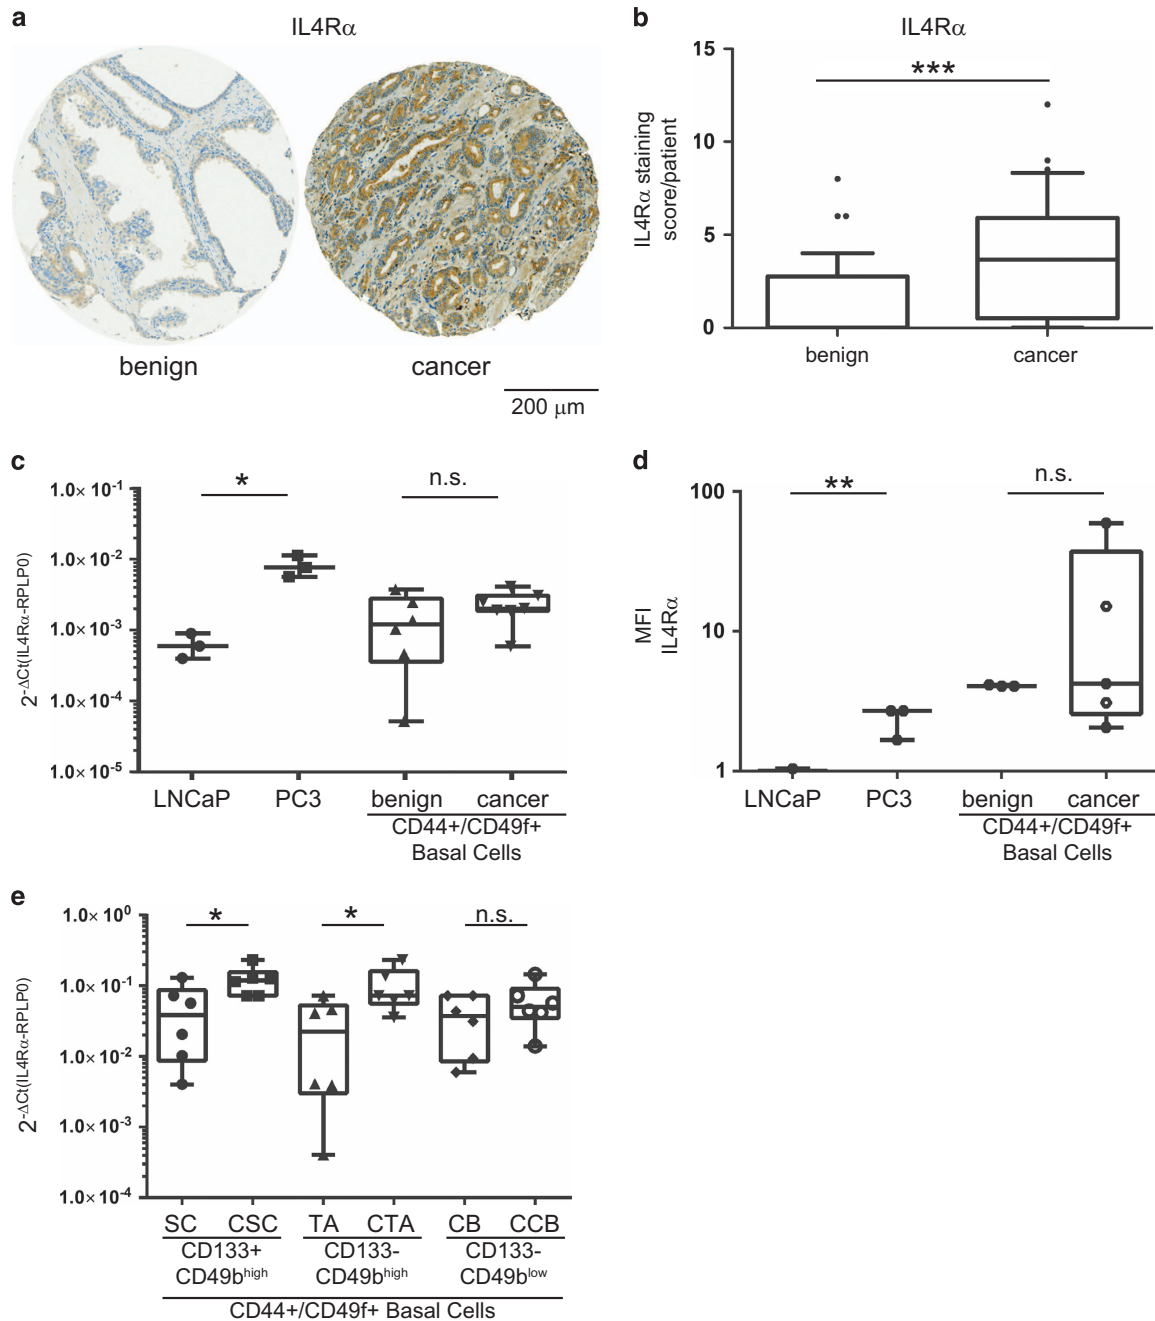 a
IL4Rα
benign
cancer
200 μm
b
IL4Rα
IL4Rα staining
score/patient
15
10
5
0
***
benign
cancer
c
2-ΔCt(IL4Rα-RPLP0)
1.0× 10-1
1.0× 10-2
1.0× 10-3
1.0× 10-4
1.0× 10-5
*
n.s.
LNCaP
PC3
benign
cancer
CD44+/CD49f+
Basal Cells
d
MFI
IL4Rα
100
10
1
**
n.s.
LNCaP
PC3
benign
cancer
CD44+/CD49f+
Basal Cells
e
2-ΔCt(IL4Rα-RPLP0)
1.0× 100
1.0× 10-1
1.0× 10-2
1.0× 10-3
1.0× 10-4
*
*
n.s.
SC
CSC
TA
CTA
CB
CCB
CD133+
CD49bhigh
CD133-
CD49bhigh
CD133-
CD49blow
CD44+/CD49f+ Basal Cells